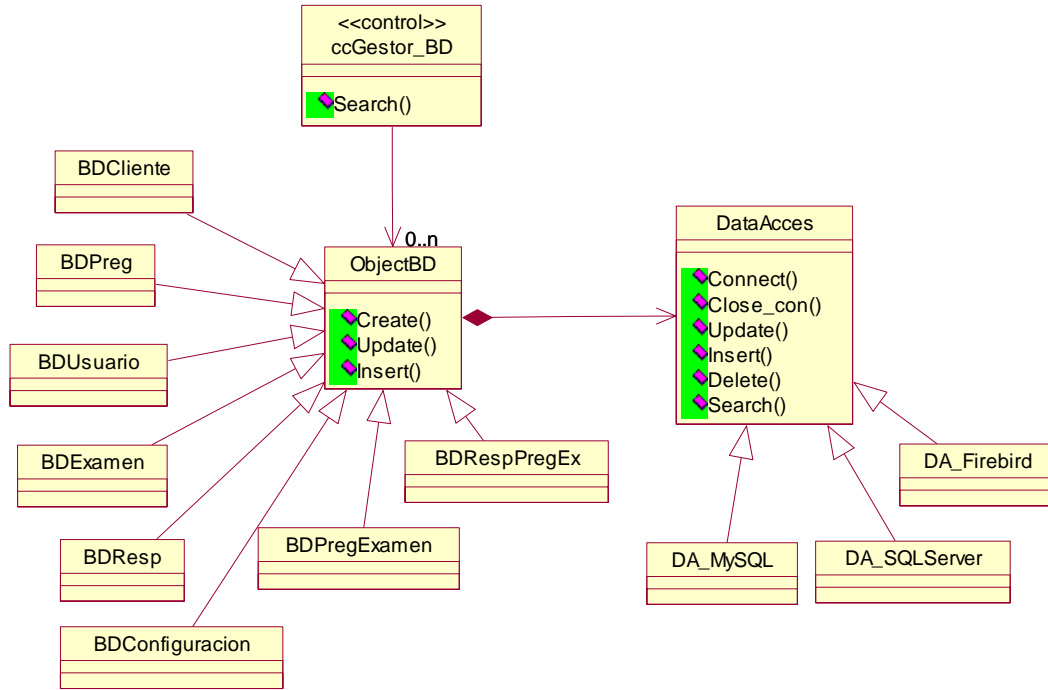 <<control>>
ccGestor_BD
Search()
BDCliente
BDPreg
BDUsuario
BDExamen
BDResp
BDConfiguracion
BDPregExamen
BDRespPregEx
0..n
ObjectBD
Create()
Update()
Insert()
DataAcces
Connect()
Close_con()
Update()
Insert()
Delete()
Search()
DA_MySQL
DA_SQLServer
DA_Firebird